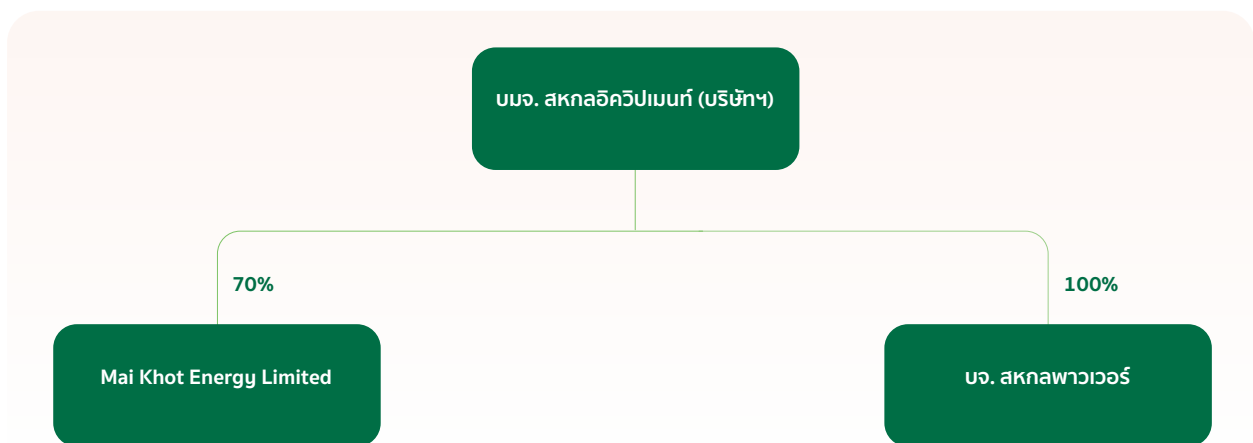 บมจ. สหกลอิควิปเมนท์ (บริษัทฯ)
70%
100%
Mai Khot Energy Limited
บจ. สหกลพาวเวอร์